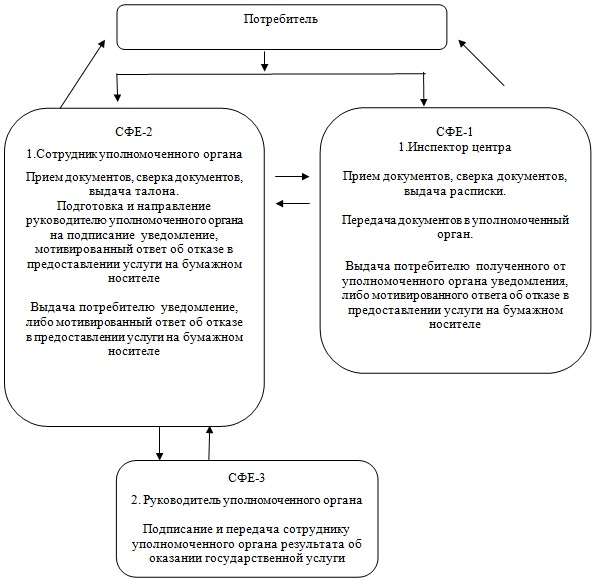 Потребитель
СФЕ-2
1.Сотрудник уполномоченного органа
Прием документов, сверка документов,
выдача талона.
Подготовка и направление
руководителю уполномоченного органа
на подписание уведомление,
мотивированный ответ об отказе в
предоставлении услуги на бумажном
носителе
Выдача потребителю уведомление,
либо мотивированный ответ об отказе
в предоставлении услуги на бумажном
носителе
СФЕ-1
1.Инспектор центра
Прием документов, сверка документов,
выдача расписки.
Передача документов в уполномоченный
орган.
Выдача потребителю полученного от
уполномоченного органа уведомления,
либо мотивированного ответа об отказе в
предоставлении услуги на бумажном
носителе
СФЕ-3
2. Руководитель уполномоченного органа
Подписание и передача сотруднику
уполномоченного органа результата об
оказании государственной услуги